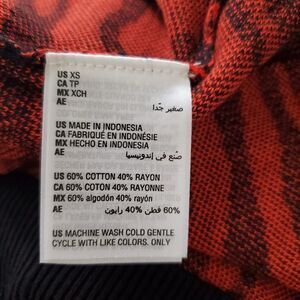 US XS
CA TP
MX XCH
AE صغير جدًا
US MADE IN INDONESIA
CA FABRIQUÉ EN INDONÉSIE
MX HECHO EN INDONESIA
AE صنع في إندونيسيا
US 60% COTTON 40% RAYON
CA 60% COTON 40% RAYONNE
MX 60% algodón 40% rayón
AE 60% قطن 40% رايون
US MACHINE WASH COLD GENTLE
CYCLE WITH LIKE COLORS. ONLY